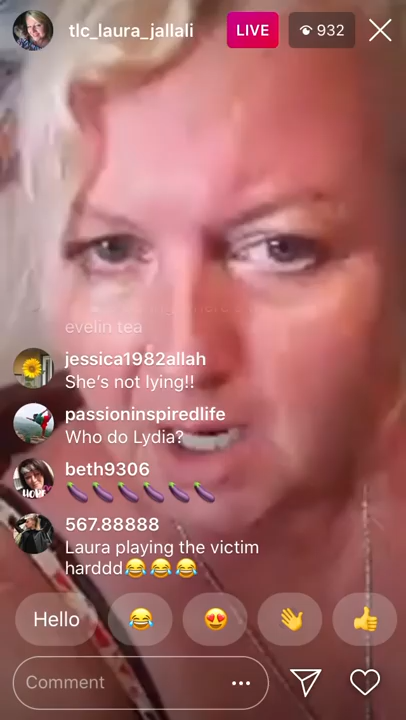 tlc_laura_jallali
LIVE
932
evelin tea
jessica1982allah
She's not lying!!
passioninspiredlife
Who do Lydia?
beth9306
🍆🍆🍆🍆🍆🍆
567.88888
Laura playing the victim
harddd😂😂😂
Hello 😂 😍 👋 👍
Comment ...